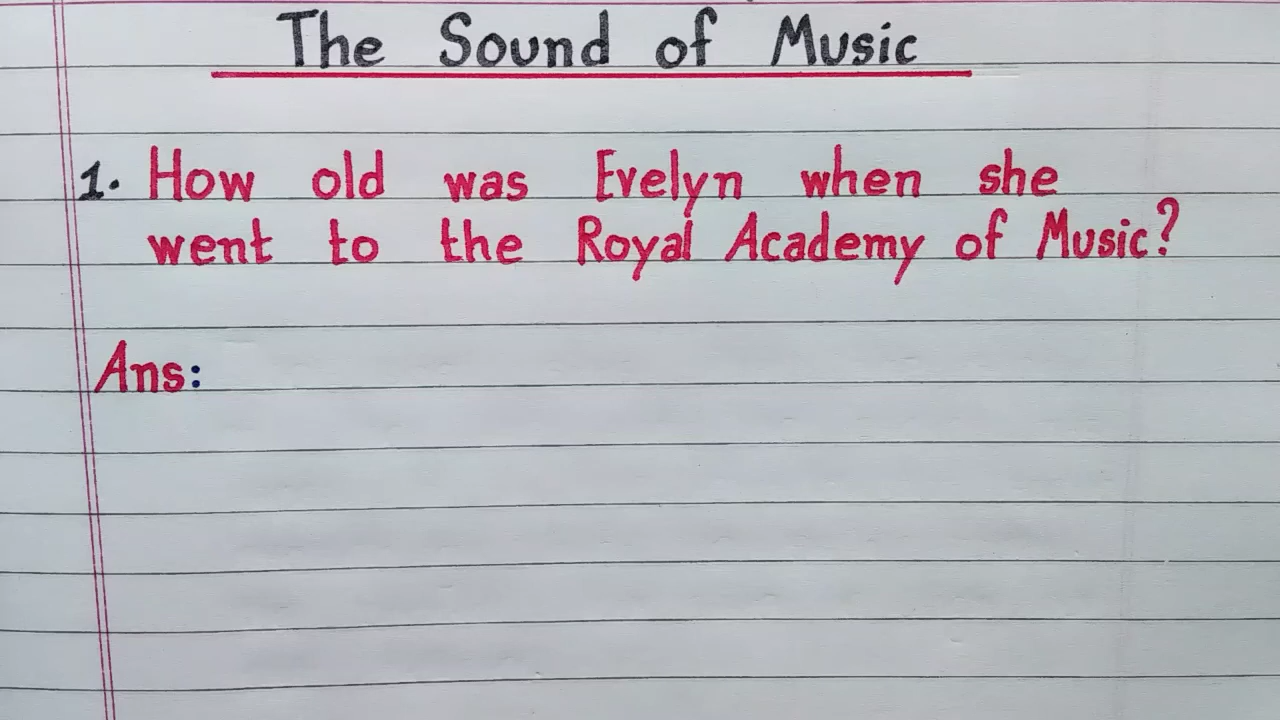 The Sound of Music
1. How old was Evelyn when she
went to the Royal Academy of Music?
Ans: